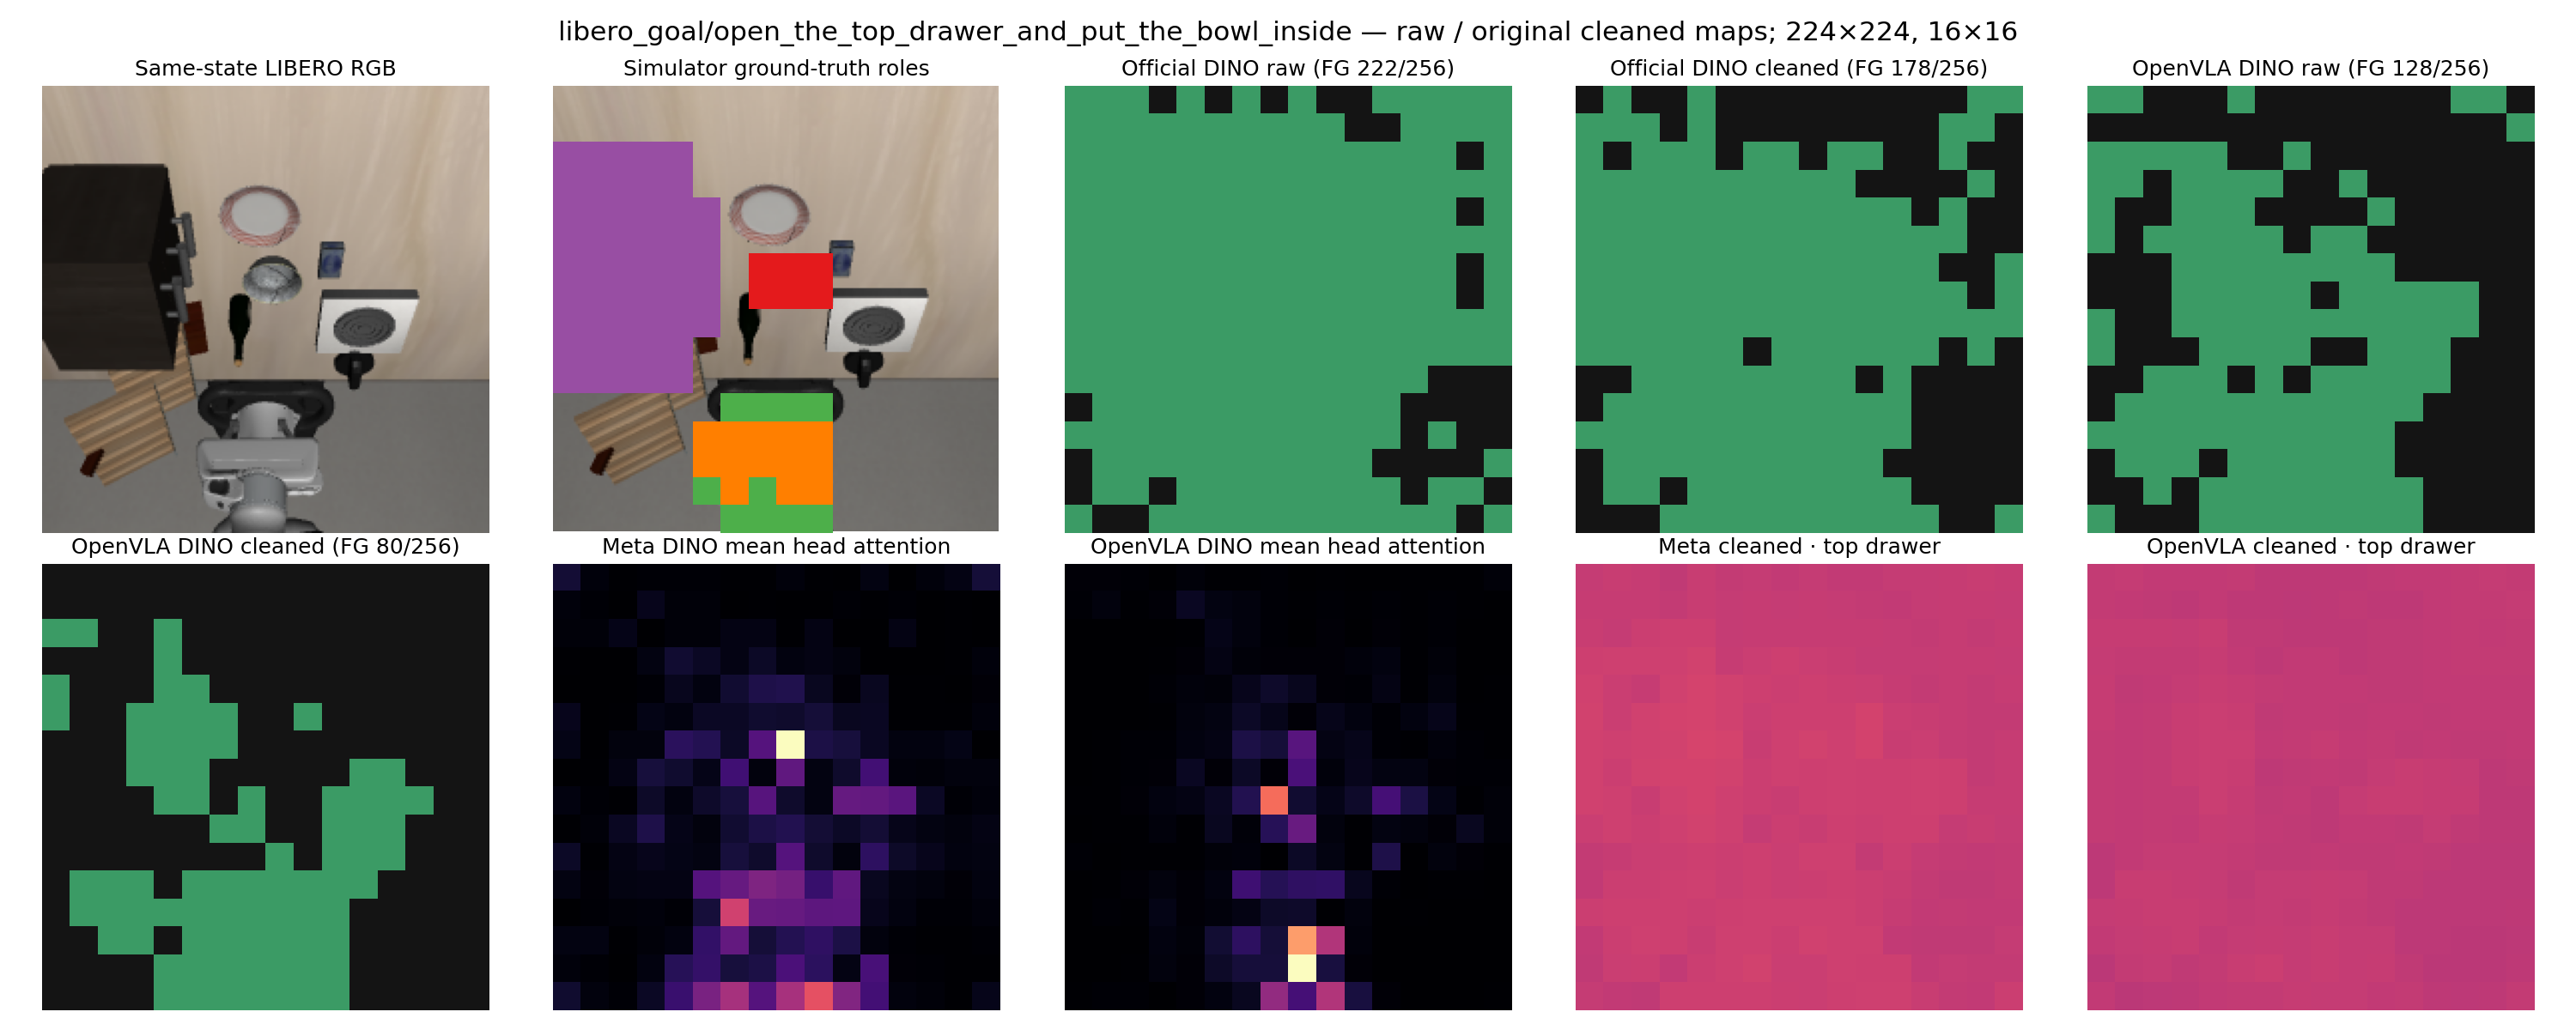 libero_goal/open_the_top_drawer_and_put_the_bowl_inside — raw / original cleaned maps; 224×224, 16×16
Same-state LIBERO RGB
Simulator ground-truth roles
Official DINO raw (FG 222/256)
Official DINO cleaned (FG 178/256)
OpenVLA DINO raw (FG 128/256)
OpenVLA DINO cleaned (FG 80/256)
Meta DINO mean head attention
OpenVLA DINO mean head attention
Meta cleaned · top drawer
OpenVLA cleaned · top drawer